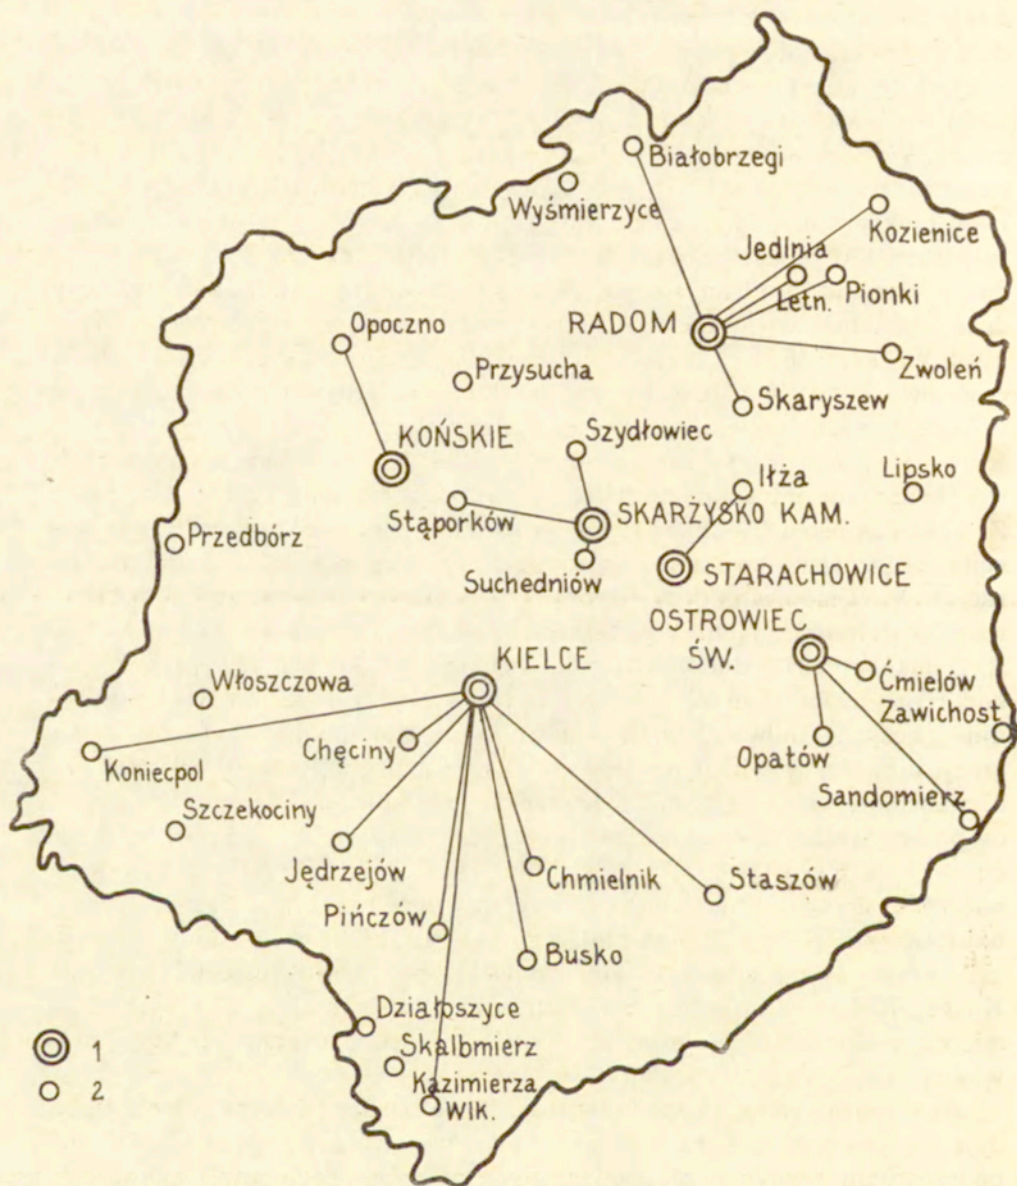 Białobrzegi
Wyśmierzyce
Kozienice
Jedlnia
Letn.
Pionki
RADOM
Opoczno
Zwoleń
Przysucha
Skaryszew
KOŃSKIE
Szydłowiec
Iłża
Lipsko
Stąporków
SKARŻYSKO KAM.
Przedbórz
Suchedniów
STARACHOWICE
OSTROWIEC
ŚW.
KIELCE
Ćmielów
Włoszczowa
Zawichost
Chęciny
Opatów
Koniecpol
Szczekociny
Sandomierz
Jędrzejów
Chmielnik
Staszów
Pińczów
Busko
Działoszyce
1
Skalbmierz
2
Kazimierza
Wlk.